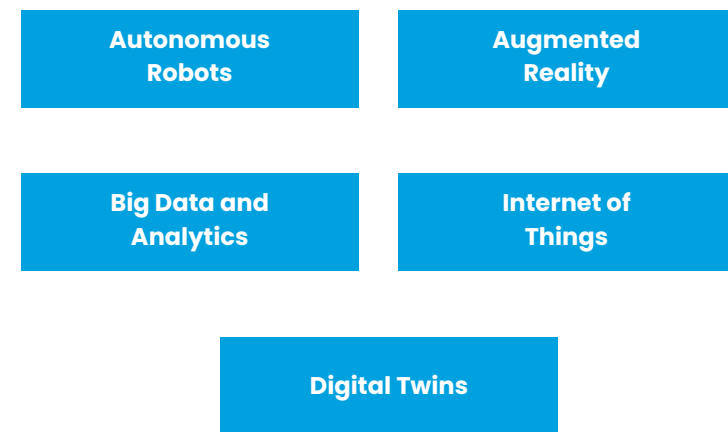 Autonomous
Robots
Augmented
Reality
Big Data and
Analytics
Internet of
Things
Digital Twins